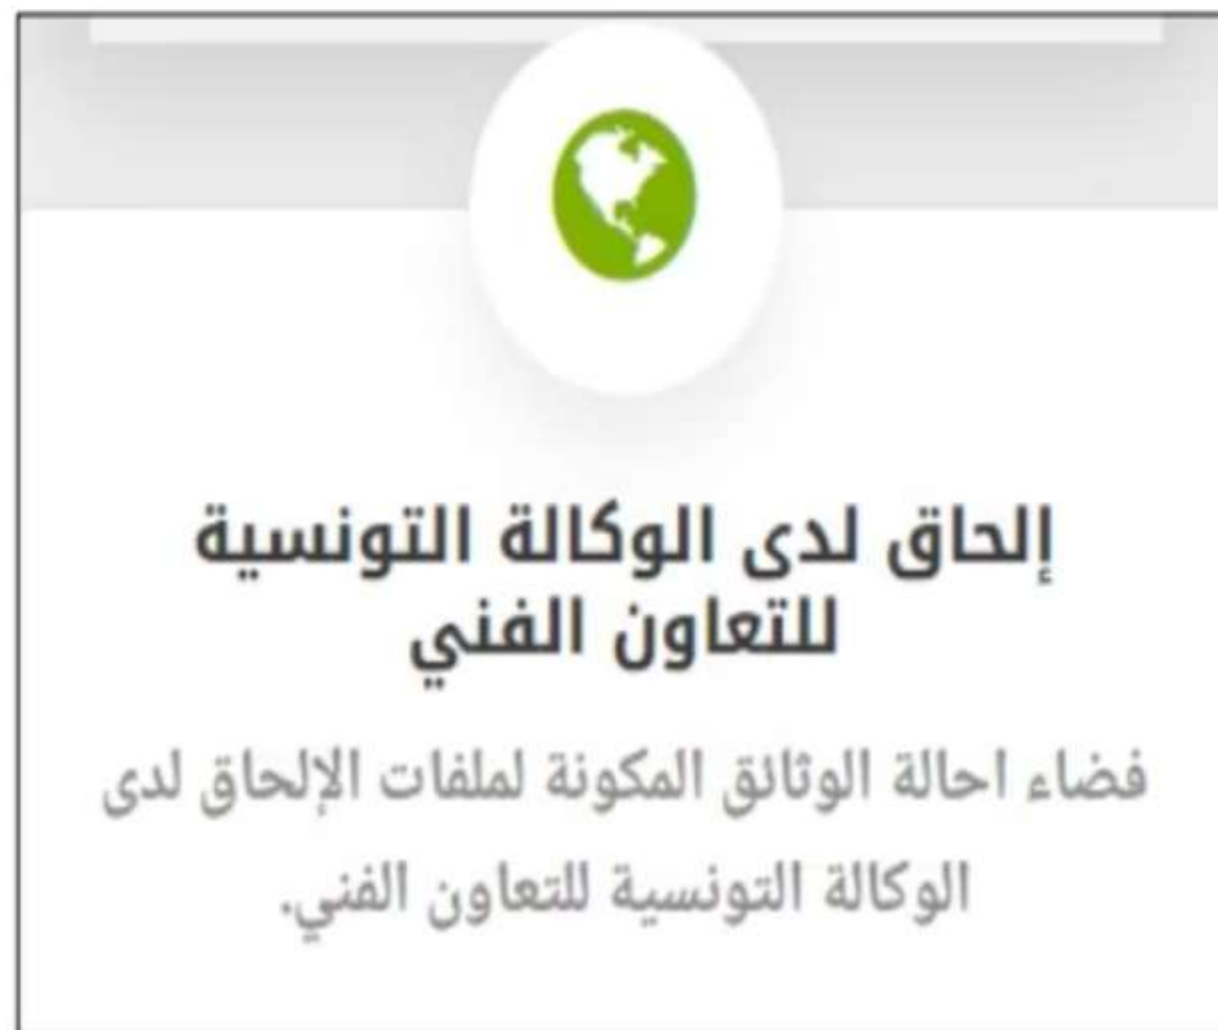 إلحاق لدى الوكالة التونسية
للتعاون الفني
فضاء احالة الوثائق المكونة لملفات الإلحاق لدى
الوكالة التونسية للتعاون الفني.